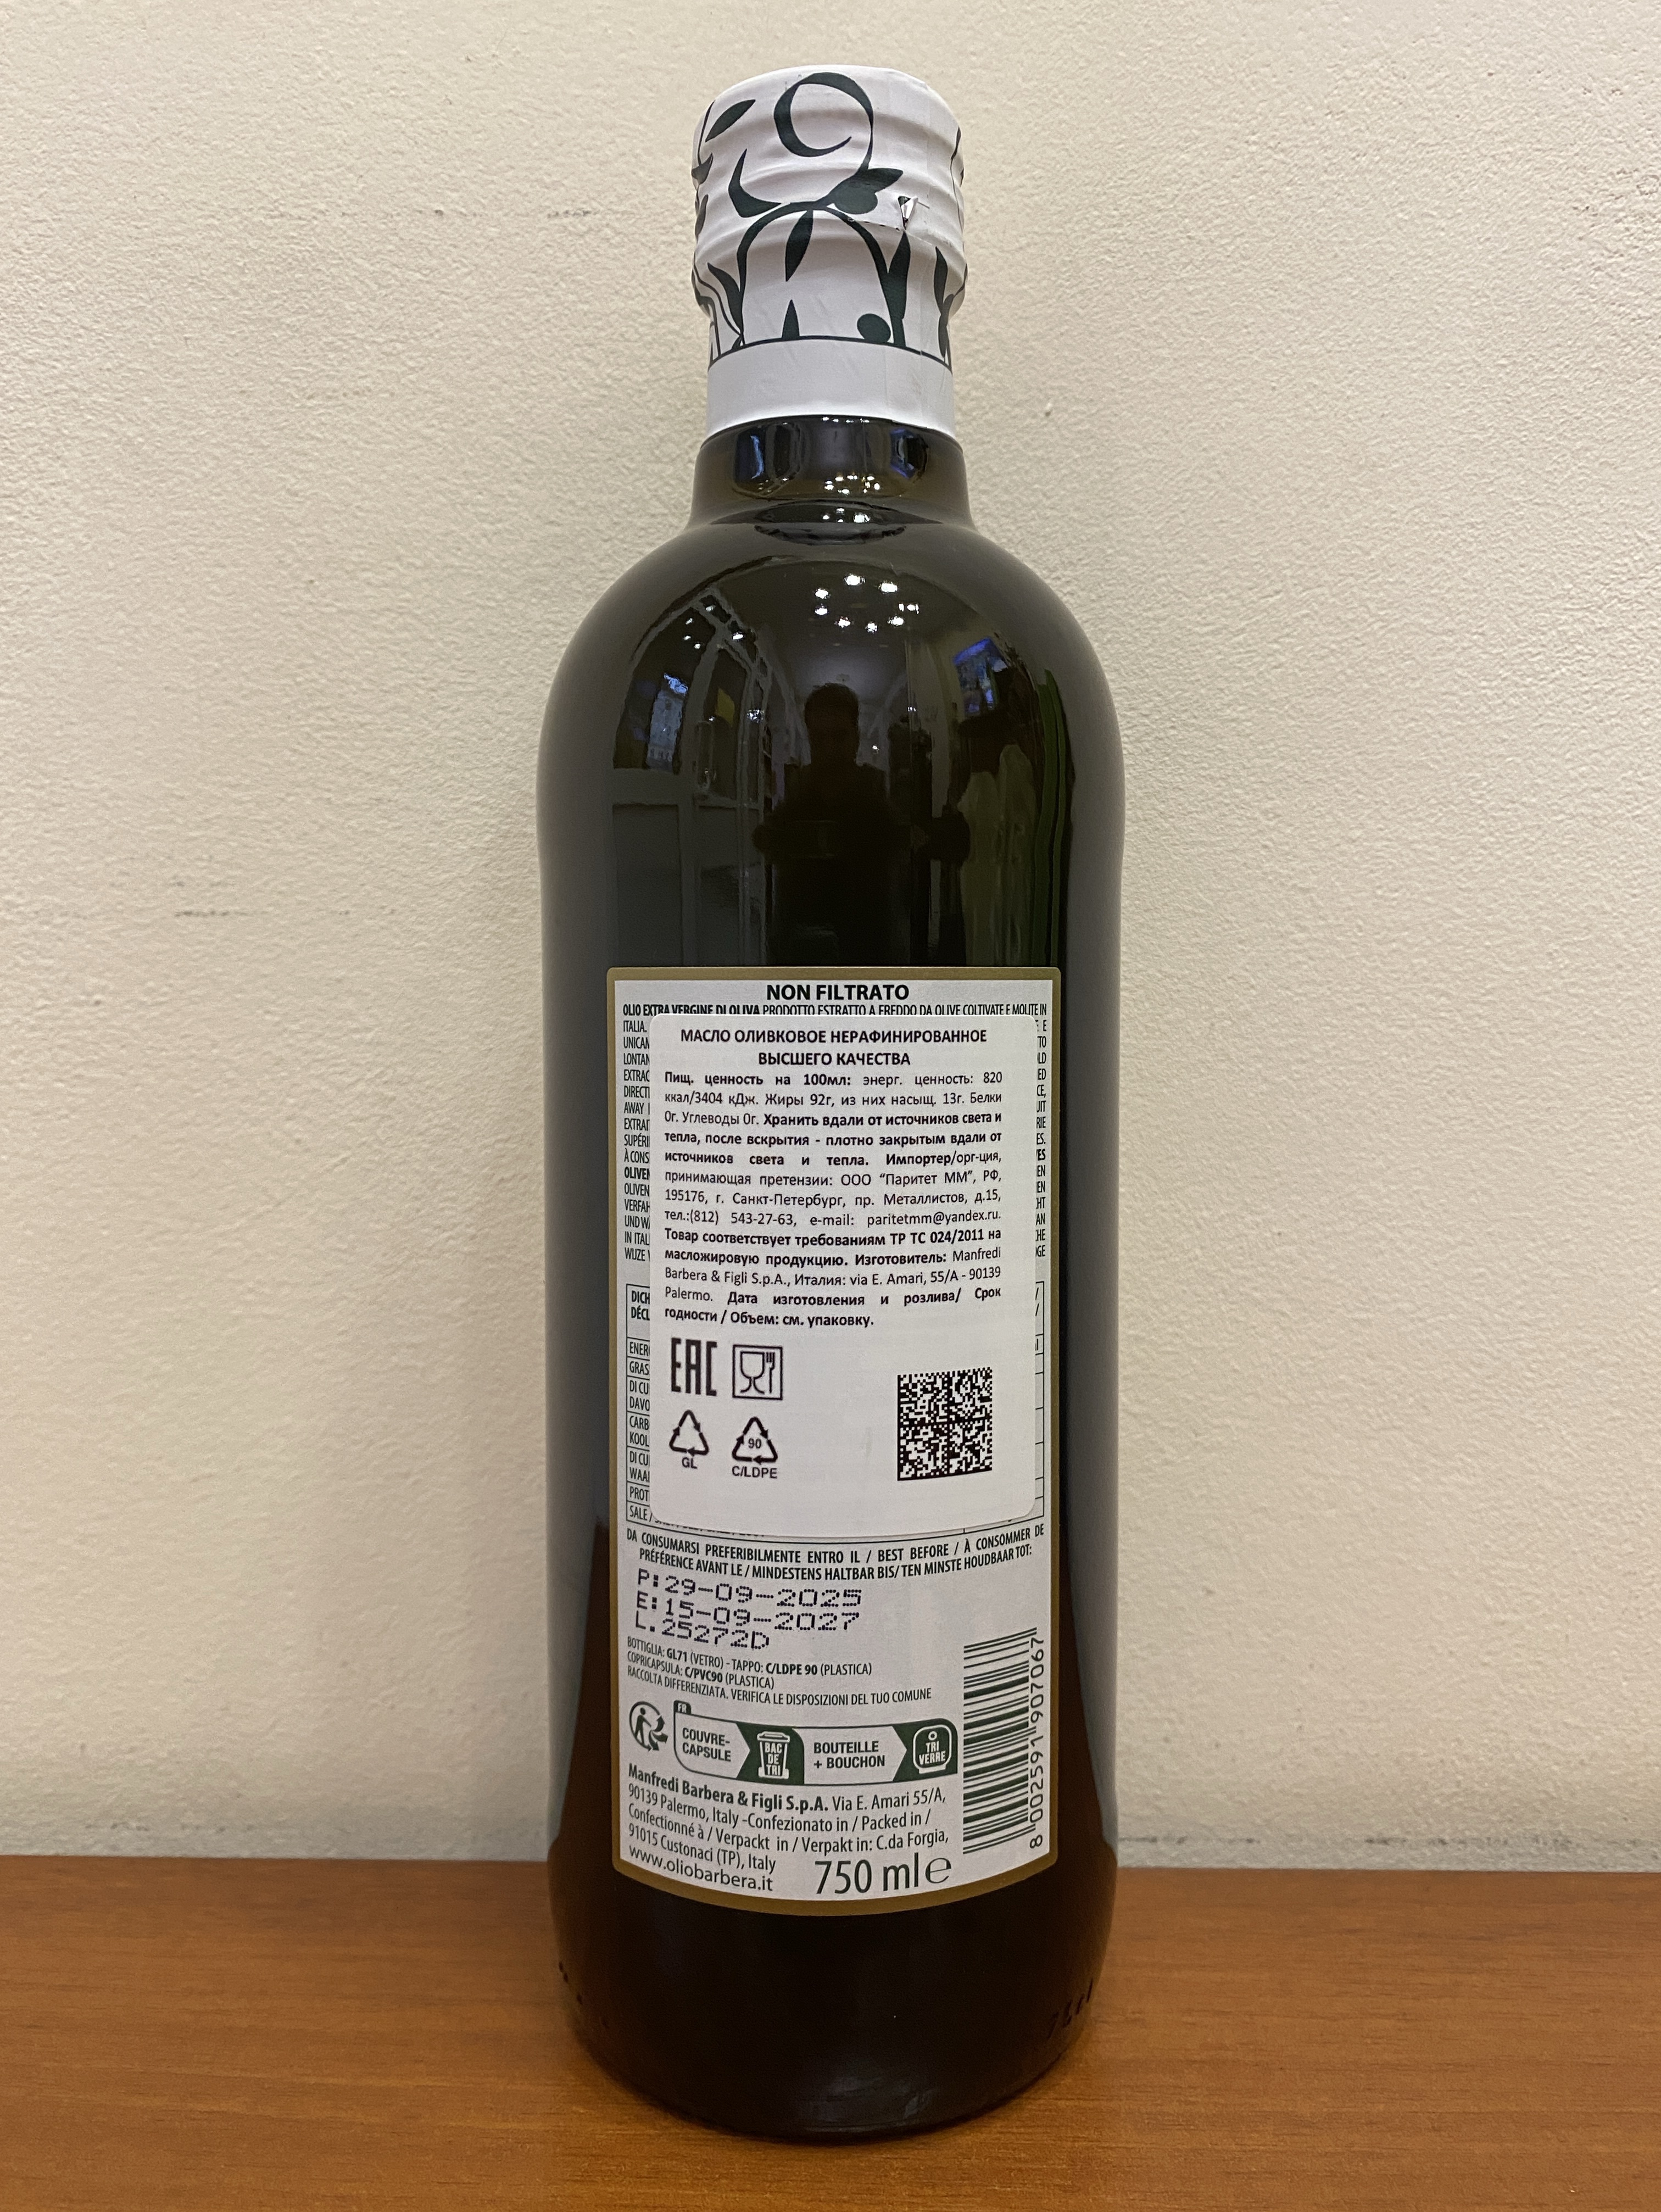 NON FILTRATO
OLIO EXTRA VERGINE DI OLIVA PRODOTTO ESTRATTO A FREDDO DA OLIVE COLTIVATE E MOLITE IN
ITALIA.
МАСЛО ОЛИВКОВОЕ НЕРАФИНИРОВАННОЕ
ВЫСШЕГО КАЧЕСТВА
Пищ. ценность на 100мл: энерг. ценность: 820
ккал/3404 кДж. Жиры 92г, из них насыщ. 13г. Белки
0г. Углеводы 0г. Хранить вдали от источников света и
тепла, после вскрытия - плотно закрытым вдали от
источников света и тепла. Импортер/орг-ция,
принимающая претензии: ООО “Паритет ММ”, РФ,
195176, г. Санкт-Петербург, пр. Металлистов, д.15,
тел.:(812) 543-27-63, e-mail: paritetmm@yandex.ru.
Товар соответствует требованиям ТР ТС 024/2011 на
масложировую продукцию. Изготовитель: Manfredi
Barbera & Figli S.p.A., Италия: via E. Amari, 55/A - 90139
Palermo. Дата изготовления и розлива/ Срок
годности / Объем: см. упаковку.
EAC
90
GL
C/LDPE
SALE /
DA CONSUMARSI PREFERIBILMENTE ENTRO IL / BEST BEFORE / À CONSOMMER DE
PRÉFÉRENCE AVANT LE / MINDESTENS HALTBAR BIS/ TEN MINSTE HOUDBAAR TOT:
P:29-09-2025
E:15-09-2027
L.25272D
BOTTIGLIA: GL71 (VETRO) - TAPPO: C/LDPE 90 (PLASTICA)
COPRICAPSULA: C/PVC90 (PLASTICA)
RACCOLTA DIFFERENZIATA. VERIFICA LE DISPOSIZIONI DEL TUO COMUNE
FR
COUVRE-
CAPSULE
BAC
DE
TRI
BOUTEILLE
+ BOUCHON
TRI
VERRE
Manfredi Barbera & Figli S.p.A. Via E. Amari 55/A,
90139 Palermo, Italy -Confezionato in / Packed in /
Confectionné à / Verpackt in / Verpakt in: C.da Forgia,
91015 Custonaci (TP), Italy
www.oliobarbera.it
750 ml e
8 002591 907067